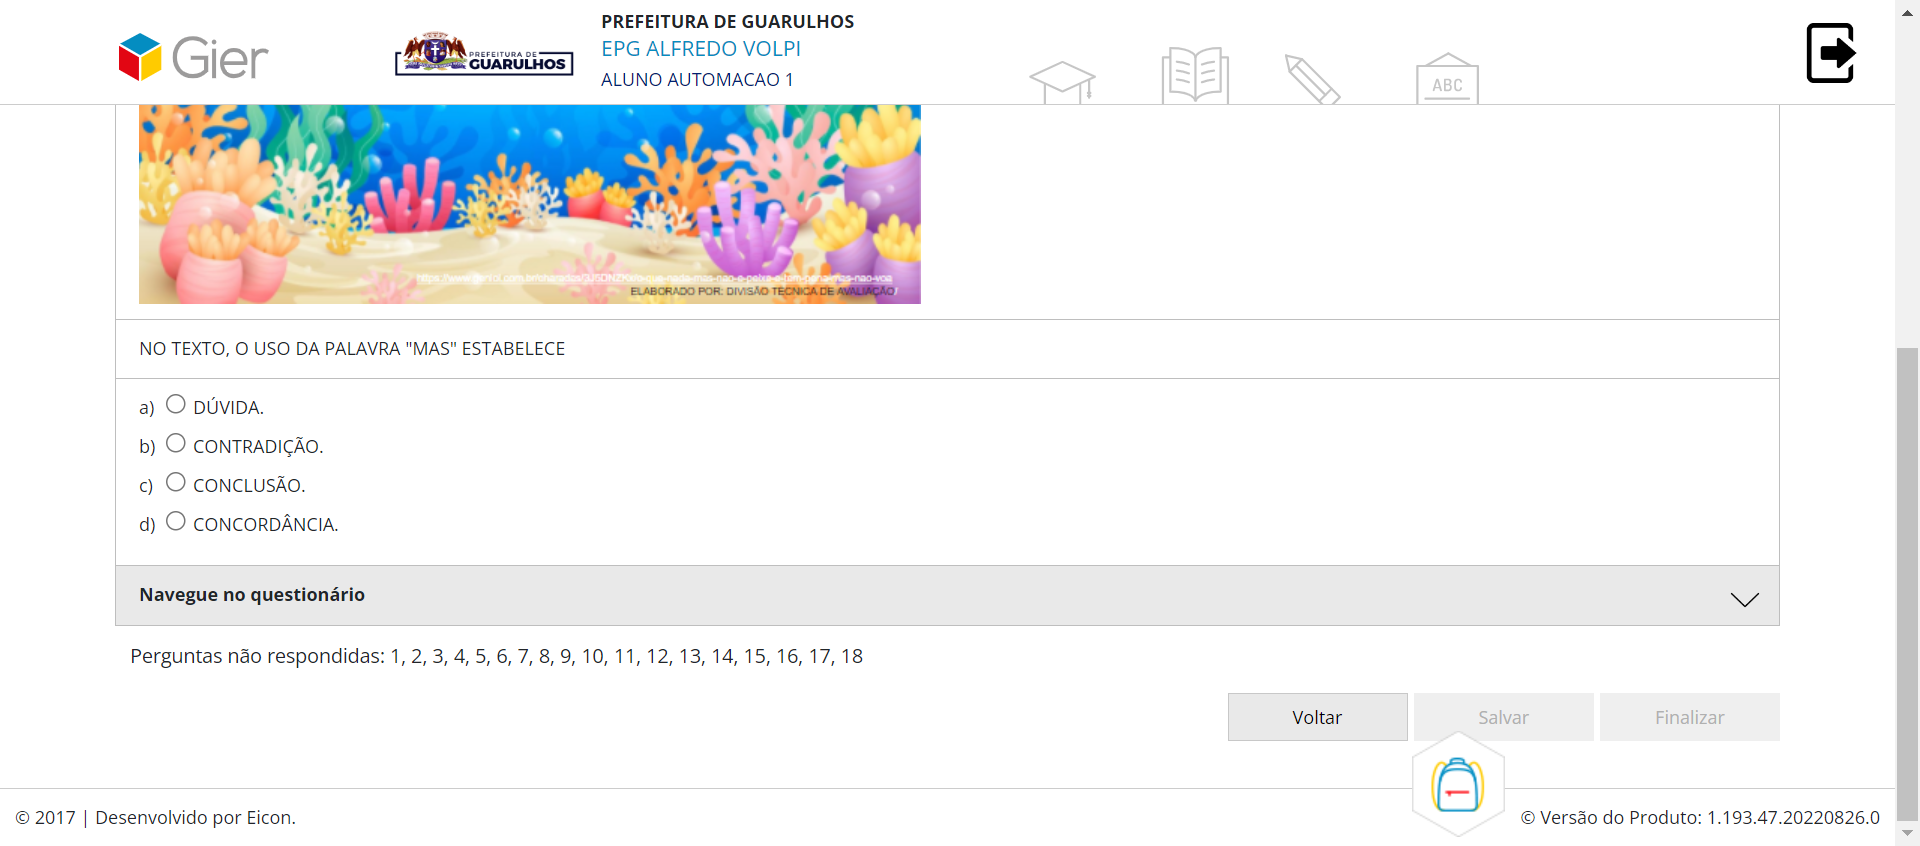 Gier
PREFEITURA DE
GUARULHOS
PREFEITURA DE GUARULHOS
EPG ALFREDO VOLPI
ALUNO AUTOMACAO 1
ABC
ELABORADO POR: DIVISÃO TÉCNICA DE AVALIAÇÃO/
NO TEXTO, O USO DA PALAVRA "MAS" ESTABELECE
a) DÚVIDA.
b) CONTRADIÇÃO.
c) CONCLUSÃO.
d) CONCORDÂNCIA.
Navegue no questionário
Perguntas não respondidas: 1, 2, 3, 4, 5, 6, 7, 8, 9, 10, 11, 12, 13, 14, 15, 16, 17, 18
Voltar Salvar Finalizar
© 2017 | Desenvolvido por Eicon.
© Versão do Produto: 1.193.47.20220826.0